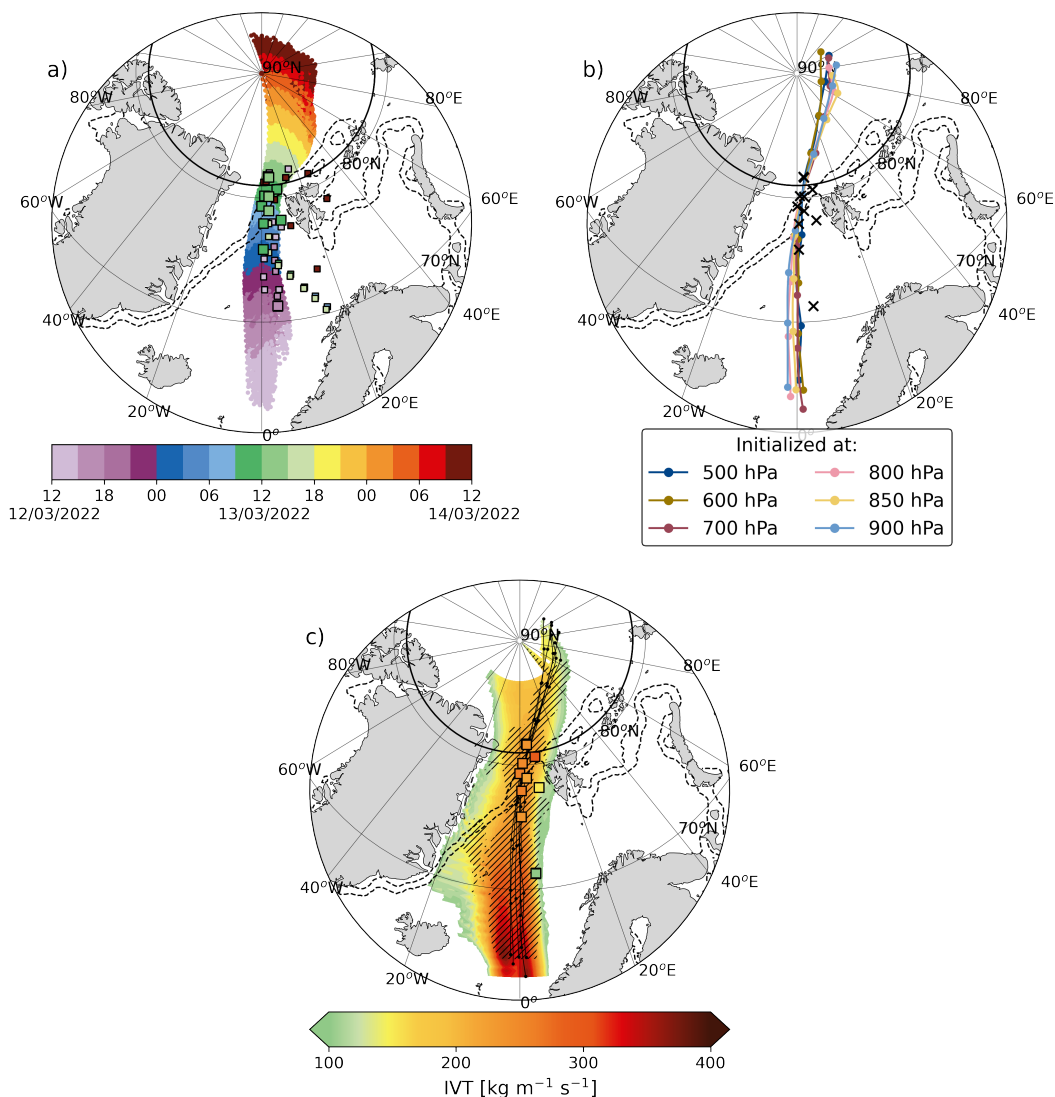 a)
90°N
80°W
80°E
80°N
60°W
60°E
70°N
40°W
40°E
20°W
20°E
0°
12 18 00 06 12 18 00 06 12
12/03/2022 13/03/2022 14/03/2022
b)
90°N
80°W
80°E
80°N
60°W
60°E
70°N
40°W
40°E
20°W
20°E
0°
Initialized at:
500 hPa 800 hPa
600 hPa 850 hPa
700 hPa 900 hPa
c)
90°N
80°W
80°E
80°N
60°W
60°E
70°N
40°W
40°E
20°W
20°E
0°
100 200 300 400
IVT [kg m⁻¹ s⁻¹]